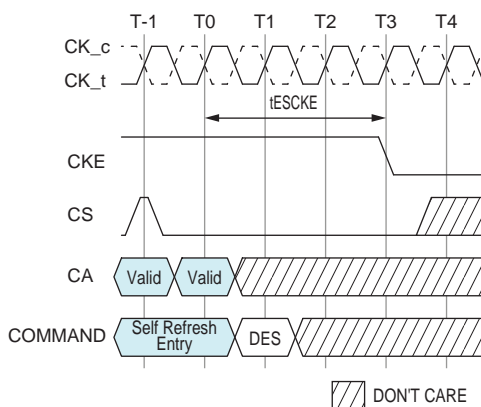 T-1 T0 T1 T2 T3 T4
CK_c
CK_t
tESCKE
CKE
CS
CA Valid Valid
COMMAND Self Refresh
Entry DES
DON'T CARE